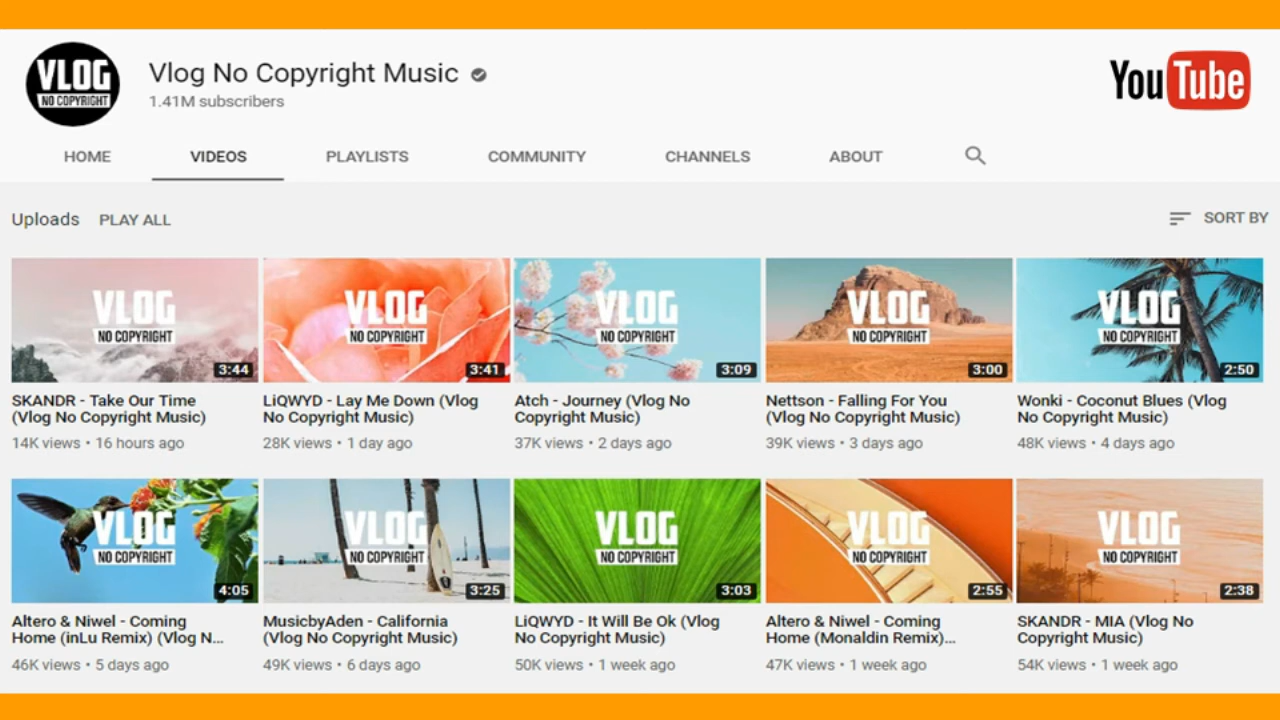 VLOG
NO COPYRIGHT
Vlog No Copyright Music
1.41M subscribers
YouTube
HOME VIDEOS PLAYLISTS COMMUNITY CHANNELS ABOUT
Uploads PLAY ALL SORT BY
VLOG
NO COPYRIGHT
3:44
SKANDR - Take Our Time
(Vlog No Copyright Music)
14K views • 16 hours ago
VLOG
NO COPYRIGHT
3:41
LiQWYD - Lay Me Down (Vlog
No Copyright Music)
28K views • 1 day ago
VLOG
NO COPYRIGHT
3:09
Atch - Journey (Vlog No
Copyright Music)
37K views • 2 days ago
VLOG
NO COPYRIGHT
3:00
Nettson - Falling For You
(Vlog No Copyright Music)
39K views • 3 days ago
VLOG
NO COPYRIGHT
2:50
Wonki - Coconut Blues (Vlog
No Copyright Music)
48K views • 4 days ago
VLOG
NO COPYRIGHT
4:05
Altero & Niwel - Coming
Home (inLu Remix) (Vlog N...
46K views • 5 days ago
VLOG
NO COPYRIGHT
3:25
MusicbyAden - California
(Vlog No Copyright Music)
49K views • 6 days ago
VLOG
NO COPYRIGHT
3:03
LiQWYD - It Will Be Ok (Vlog
No Copyright Music)
50K views • 1 week ago
VLOG
NO COPYRIGHT
2:55
Altero & Niwel - Coming
Home (Monaldin Remix)...
47K views • 1 week ago
VLOG
NO COPYRIGHT
2:38
SKANDR - MIA (Vlog No
Copyright Music)
54K views • 1 week ago